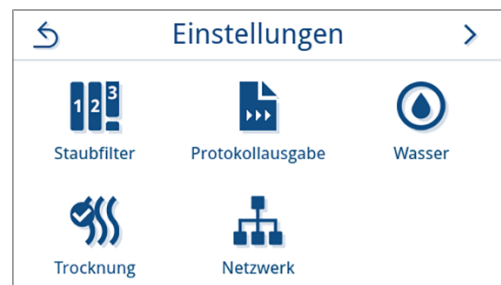 Einstellungen
1 2 3
Staubfilter Protokollausgabe Wasser
Trocknung Netzwerk